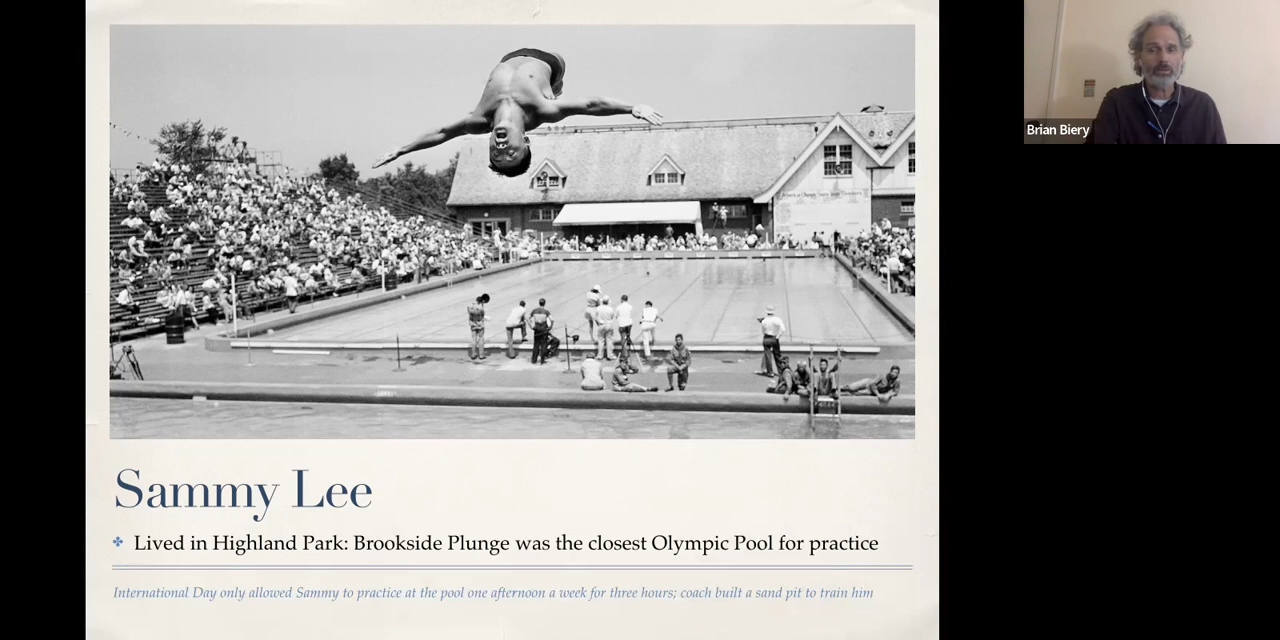 Sammy Lee
Lived in Highland Park: Brookside Plunge was the closest Olympic Pool for practice
International Day only allowed Sammy to practice at the pool one afternoon a week for three hours; coach built a sand pit to train him
Brian Biery